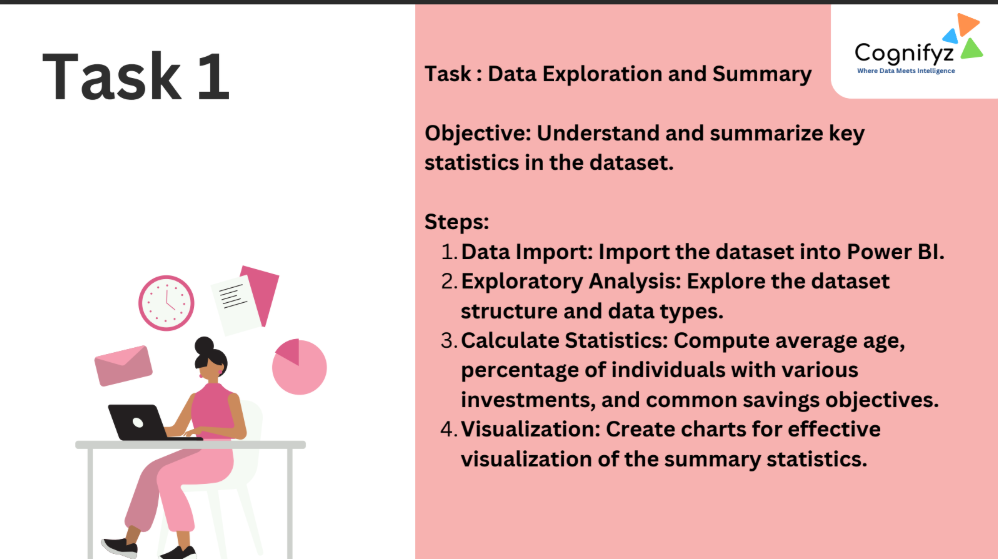 Task 1
Cognifyz
Where Data Meets Intelligence
Task : Data Exploration and Summary
Objective: Understand and summarize key
statistics in the dataset.
Steps:
1. Data Import: Import the dataset into Power BI.
2. Exploratory Analysis: Explore the dataset
structure and data types.
3. Calculate Statistics: Compute average age,
percentage of individuals with various
investments, and common savings objectives.
4. Visualization: Create charts for effective
visualization of the summary statistics.